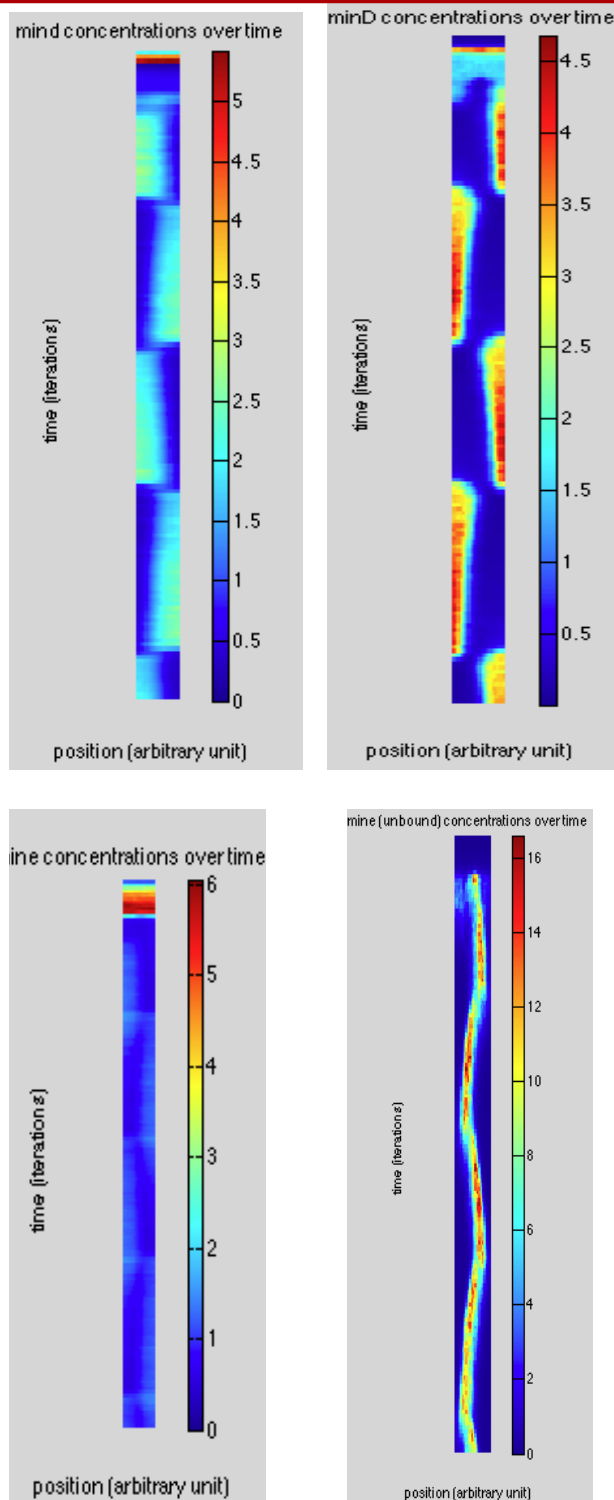 mind concentrations over time
5
4.5
3.5
3
2.5
2
1.5
1
0.5
0
time (iterations)
position (arbitrary unit)
minD concentrations over time
4.5
4
3.5
3
2.5
2
1.5
1
0.5
time (iterations)
position (arbitrary unit)
ine concentrations over time
6
5
4
3
2
1
0
time (iterations)
position (arbitrary unit)
mine (unbound) concentrations over time
16
14
12
10
8
6
4
2
0
time (iterations)
position (arbitrary unit)